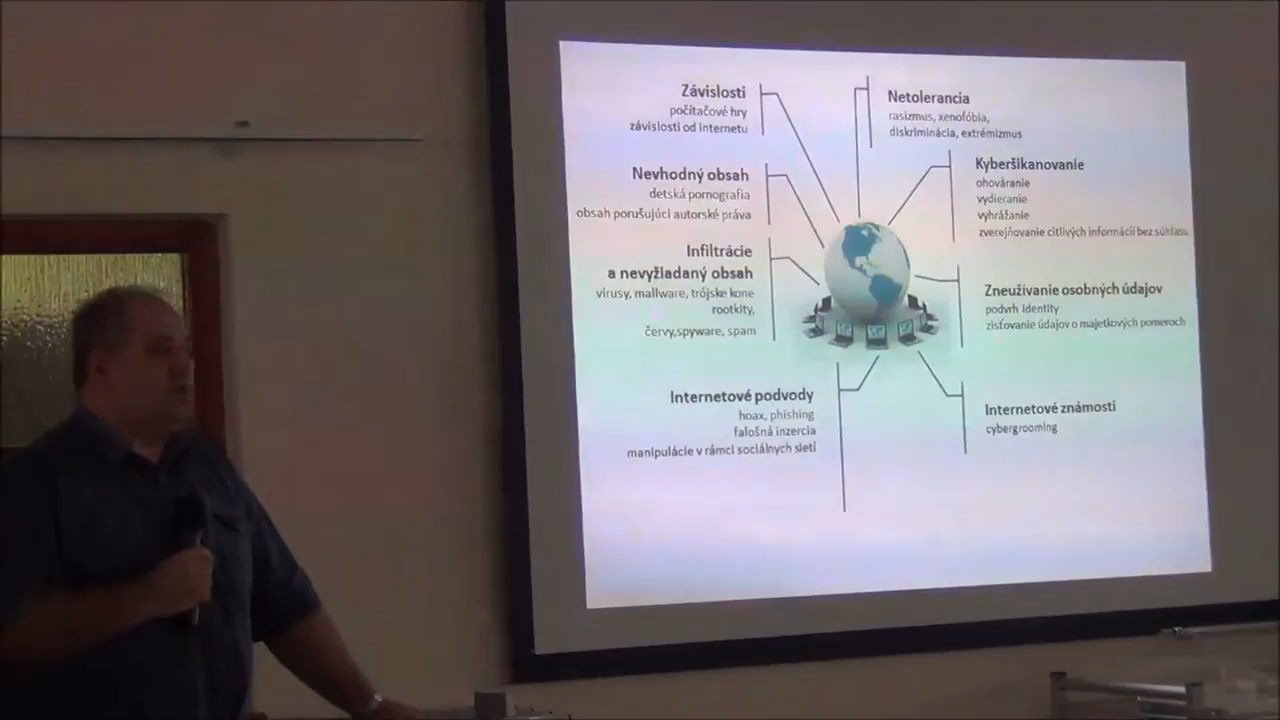 Závislosti
počítačové hry
závislosti od internetu
Nevhodný obsah
detská pornografia
obsah porušujúci autorské práva
Infiltrácie
a nevyžiadaný obsah
vírusy, mallware, trójske kone
rootkity,
červy,spyware, spam
Internetové podvody
hoax, phishing
falošná inzercia
manipulácie v rámci sociálnych sietí
Netolerancia
rasizmus, xenofóbia,
diskriminácia, extrémizmus
Kyberšikanovanie
ohováranie
vydieranie
vyhrážanie
zverejňovanie citlivých informácií bez súhlasu
Zneužívanie osobných údajov
podvrh identity
zisťovanie údajov o majetkových pomeroch
Internetové známosti
cybergrooming